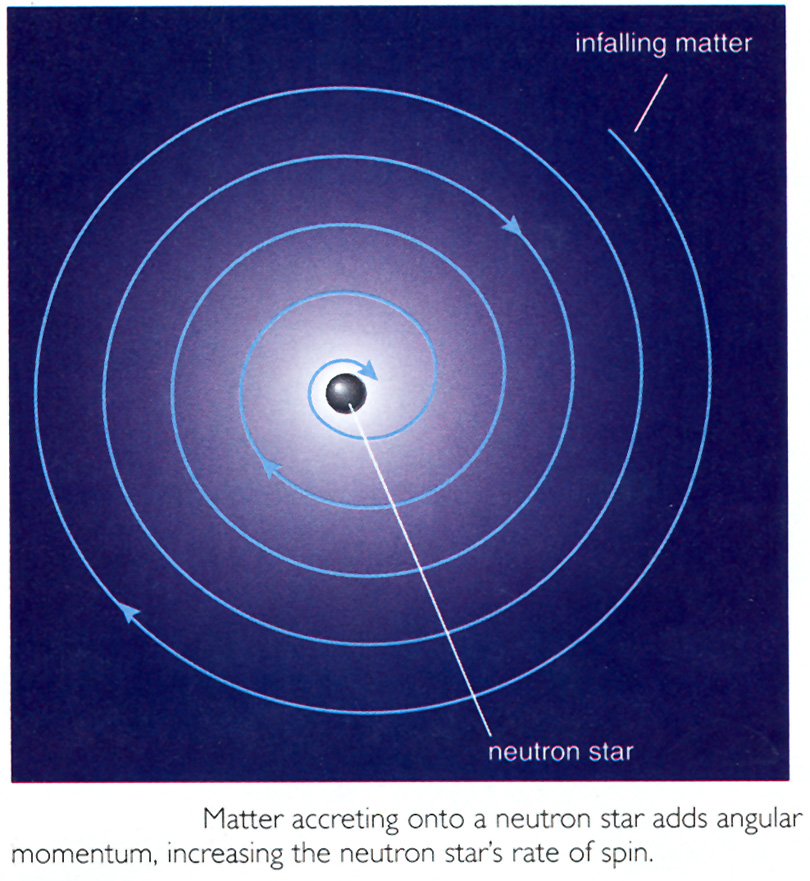 infalling matter
neutron star
Matter accreting onto a neutron star adds angular
momentum, increasing the neutron star's rate of spin.